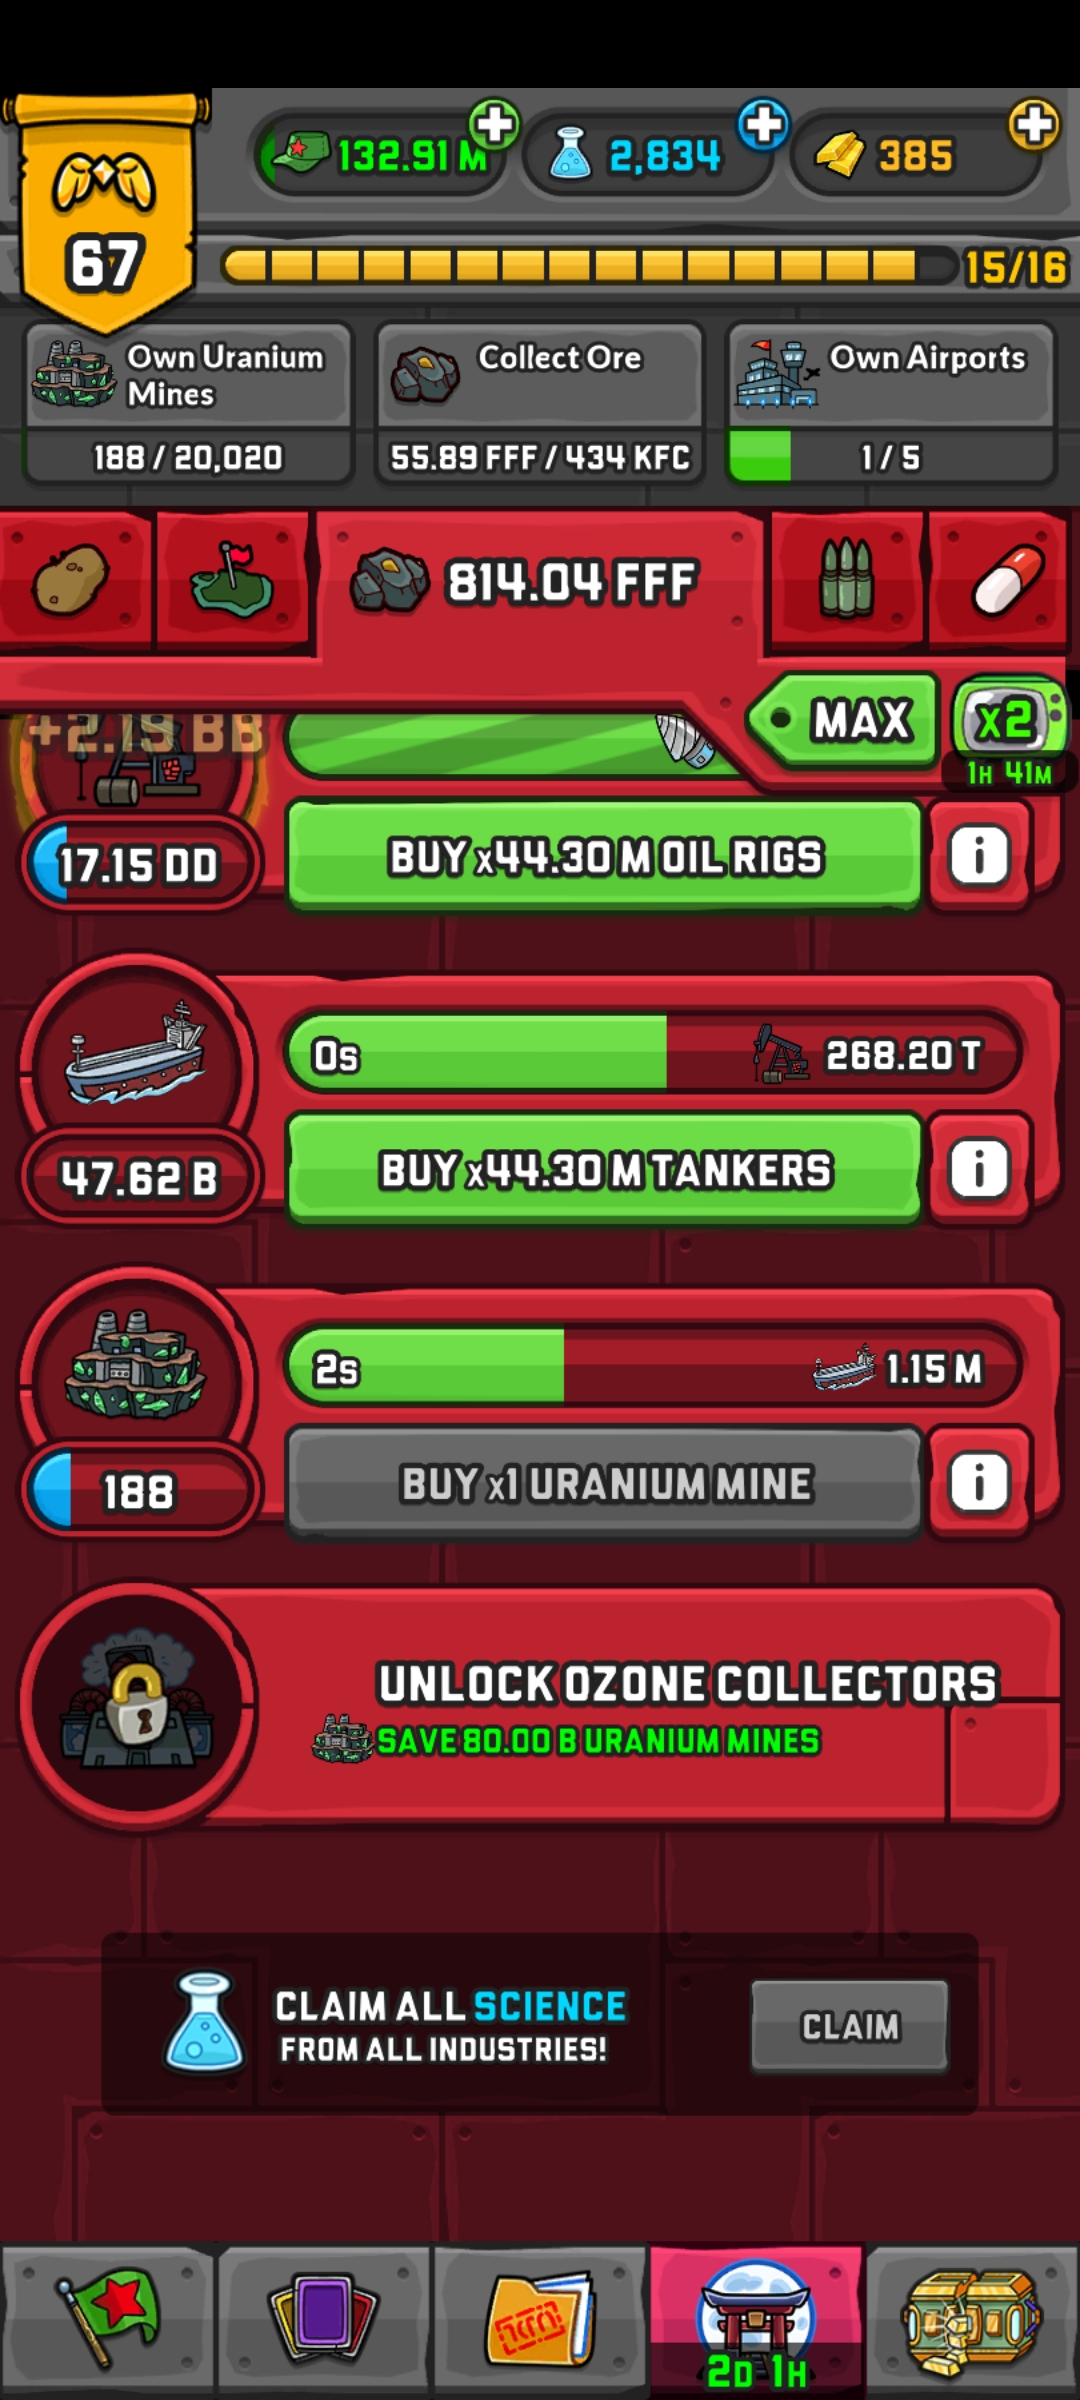 132.91 M
2,834
385
67
15/16
Own Uranium
Mines
188 / 20,020
Collect Ore
55.89 FFF / 434 KFC
Own Airports
1 / 5
814.04 FFF
MAX
x2
1H 41M
+2.15 BB
17.15 DD
BUY x44.30 M OIL RIGS
i
0s
268.20 T
47.62 B
BUY x44.30 M TANKERS
i
2s
1.15 M
188
BUY x1 URANIUM MINE
i
UNLOCK OZONE COLLECTORS
SAVE 80.00 B URANIUM MINES
CLAIM ALL SCIENCE
FROM ALL INDUSTRIES!
CLAIM
2D 1H